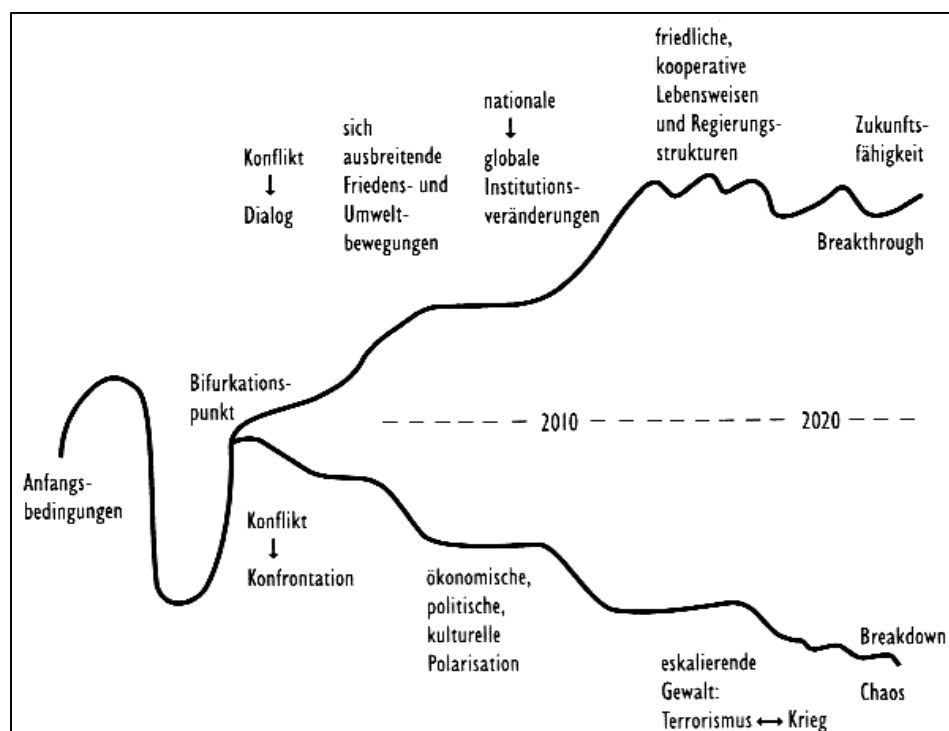 friedliche,
kooperative
Lebensweisen
und Regierungs-
strukturen
nationale
↓
globale
Institutions-
veränderungen
Zukunfts-
fähigkeit
sich
ausbreitende
Friedens- und
Umwelt-
bewegungen
Konflikt
↓
Dialog
Breakthrough
Bifurkations-
punkt
2010
2020
Anfangs-
bedingungen
Konflikt
↓
Konfrontation
ökonomische,
politische,
kulturelle
Polarisation
Breakdown
Chaos
eskalierende
Gewalt:
Terrorismus ↔ Krieg